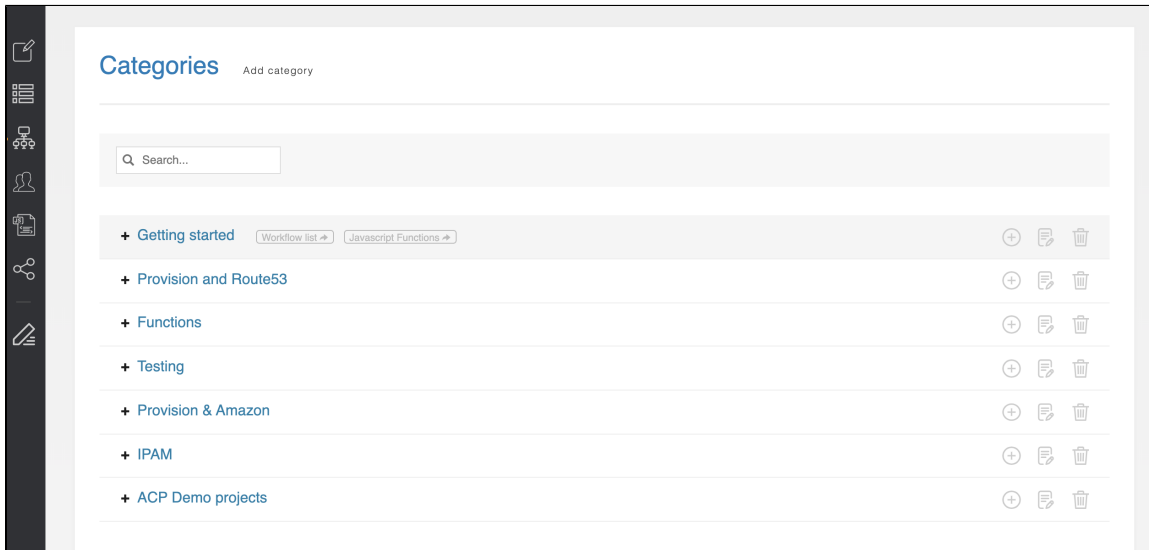 Categories Add category
Search...
+ Getting started Workflow list Javascript Functions
+ Provision and Route53
+ Functions
+ Testing
+ Provision & Amazon
+ IPAM
+ ACP Demo projects